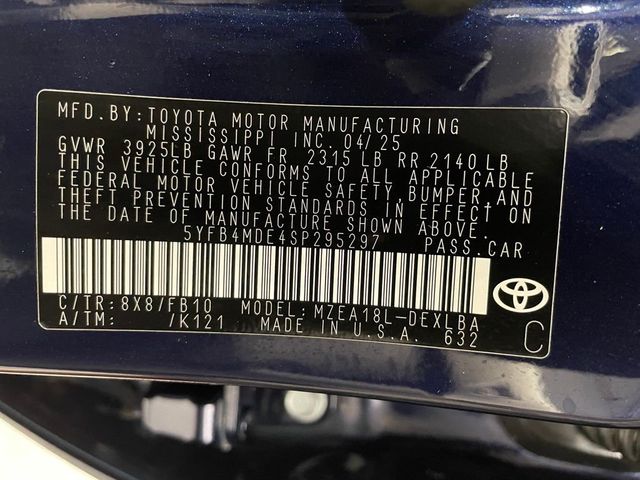 MFD.BY:TOYOTA MOTOR MANUFACTURING
MISSISSIPPI INC. 04/25
GVWR 3925LB GAWR FR 2315 LB RR 2140 LB
THIS VEHICLE CONFORMS TO ALL APPLICABLE
FEDERAL MOTOR VEHICLE SAFETY,BUMPER,AND
THEFT PREVENTION STANDARDS IN EFFECT ON
THE DATE OF MANUFACTURE SHOWN ABOVE.
5YFB4MDE4SP295297 PASS.CAR
C/TR:8X8/FB10 MODEL:MZEA18L-DEXLBA
A/TM: /K121 MADE IN U.S.A. 632
C